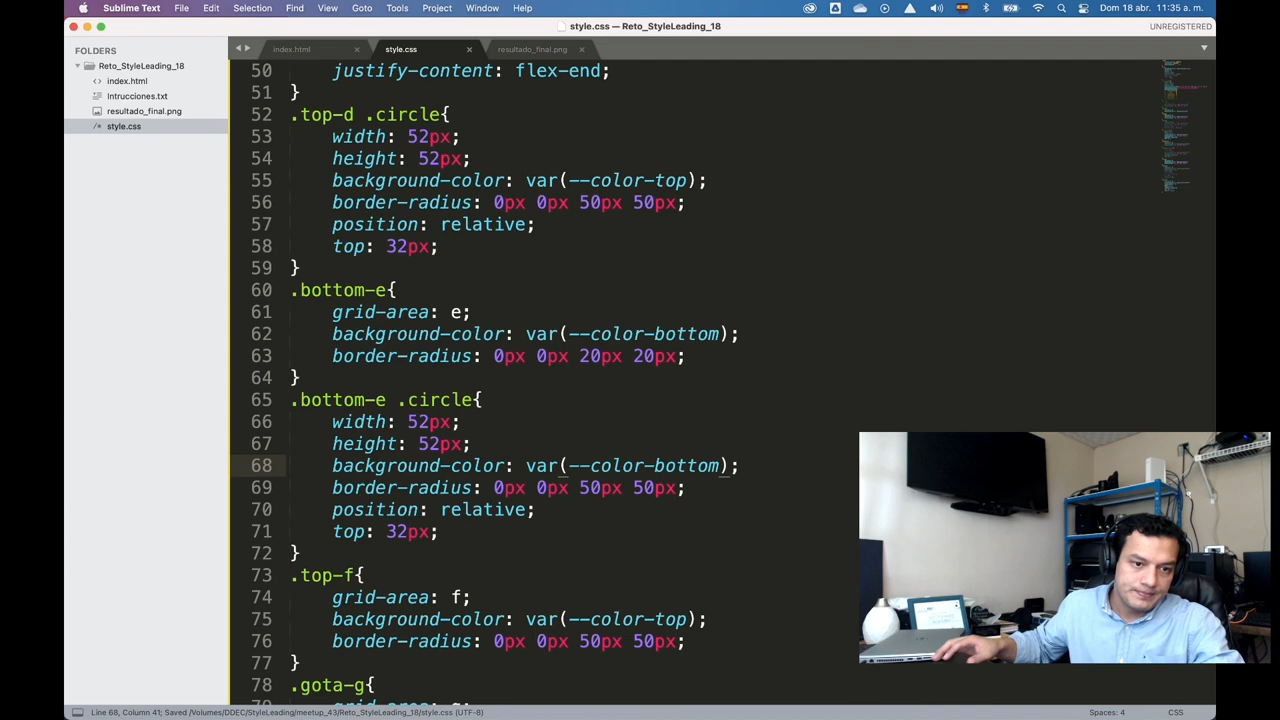 Sublime Text File Edit Selection Find View Goto Tools Project Window Help Dom 18 abr. 11:35 a. m.
style.css — Reto_StyleLeading_18 UNREGISTERED
FOLDERS
Reto_StyleLeading_18
index.html
Intrucciones.txt
resultado_final.png
style.css
index.html style.css resultado_final.png
50 justify-content: flex-end;
51 }
52 .top-d .circle{
53 width: 52px;
54 height: 52px;
55 background-color: var(--color-top);
56 border-radius: 0px 0px 50px 50px;
57 position: relative;
58 top: 32px;
59 }
60 .bottom-e{
61 grid-area: e;
62 background-color: var(--color-bottom);
63 border-radius: 0px 0px 20px 20px;
64 }
65 .bottom-e .circle{
66 width: 52px;
67 height: 52px;
68 background-color: var(--color-bottom);
69 border-radius: 0px 0px 50px 50px;
70 position: relative;
71 top: 32px;
72 }
73 .top-f{
74 grid-area: f;
75 background-color: var(--color-top);
76 border-radius: 0px 0px 50px 50px;
77 }
78 .gota-g{
Line 68, Column 41; Saved /Volumes/DDEC/StyleLeading/meetup_43/Reto_StyleLeading_18/style.css (UTF-8) Spaces: 4 CSS